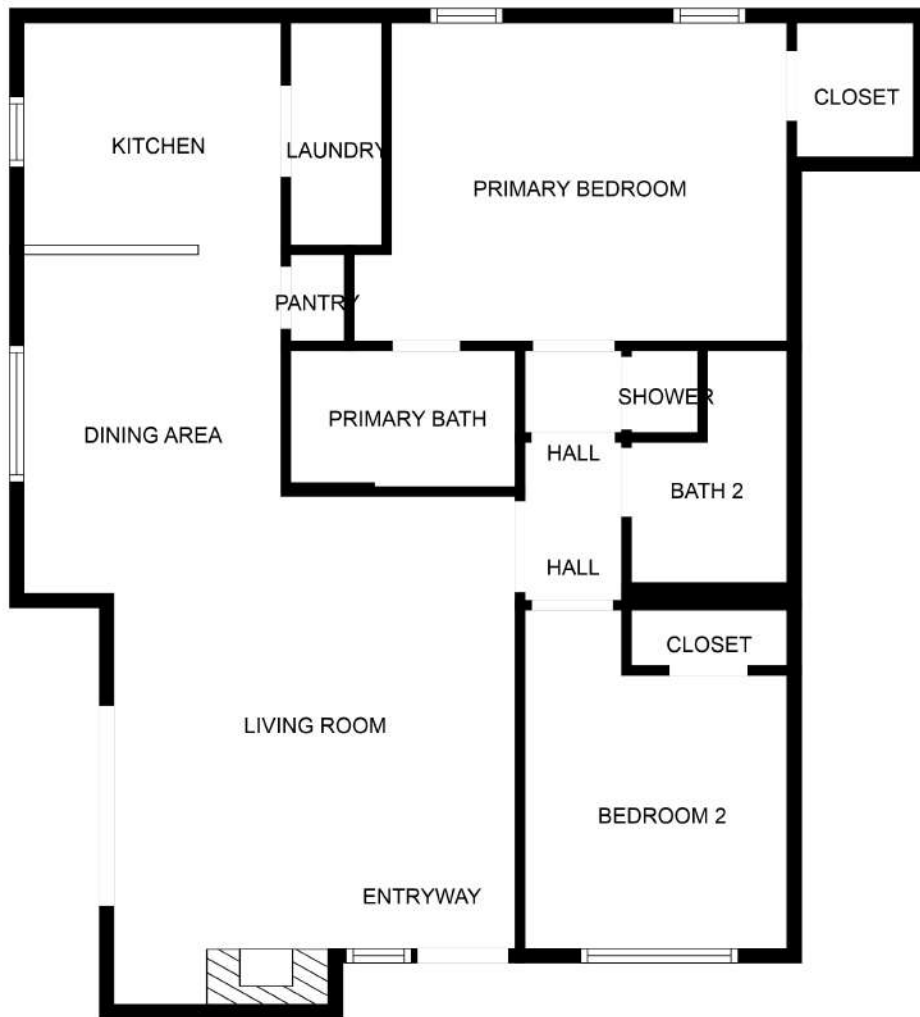 CLOSET
KITCHEN
LAUNDRY
PRIMARY BEDROOM
PANTRY
SHOWER
PRIMARY BATH
DINING AREA
HALL
BATH 2
HALL
CLOSET
LIVING ROOM
BEDROOM 2
ENTRYWAY